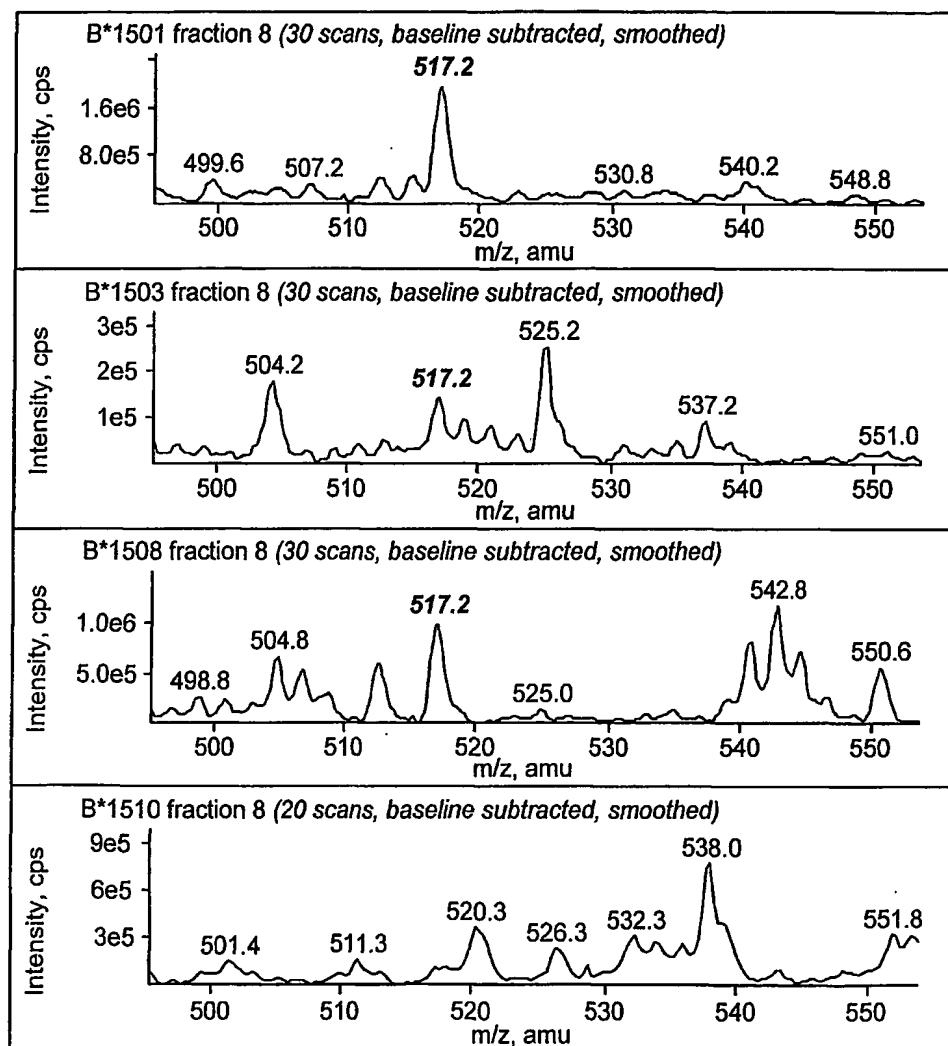 B*1501 fraction 8 (30 scans, baseline subtracted, smoothed)
Intensity, cps
1.6e6
8.0e5
499.6
507.2
517.2
530.8
540.2
548.8
500 510 520 530 540 550
m/z, amu
B*1503 fraction 8 (30 scans, baseline subtracted, smoothed)
Intensity, cps
3e5
2e5
1e5
504.2
517.2
525.2
537.2
551.0
500 510 520 530 540 550
m/z, amu
B*1508 fraction 8 (30 scans, baseline subtracted, smoothed)
Intensity, cps
1.0e6
5.0e5
498.8
504.8
517.2
525.0
542.8
550.6
500 510 520 530 540 550
m/z, amu
B*1510 fraction 8 (20 scans, baseline subtracted, smoothed)
Intensity, cps
9e5
6e5
3e5
501.4
511.3
520.3
526.3
532.3
538.0
551.8
500 510 520 530 540 550
m/z, amu